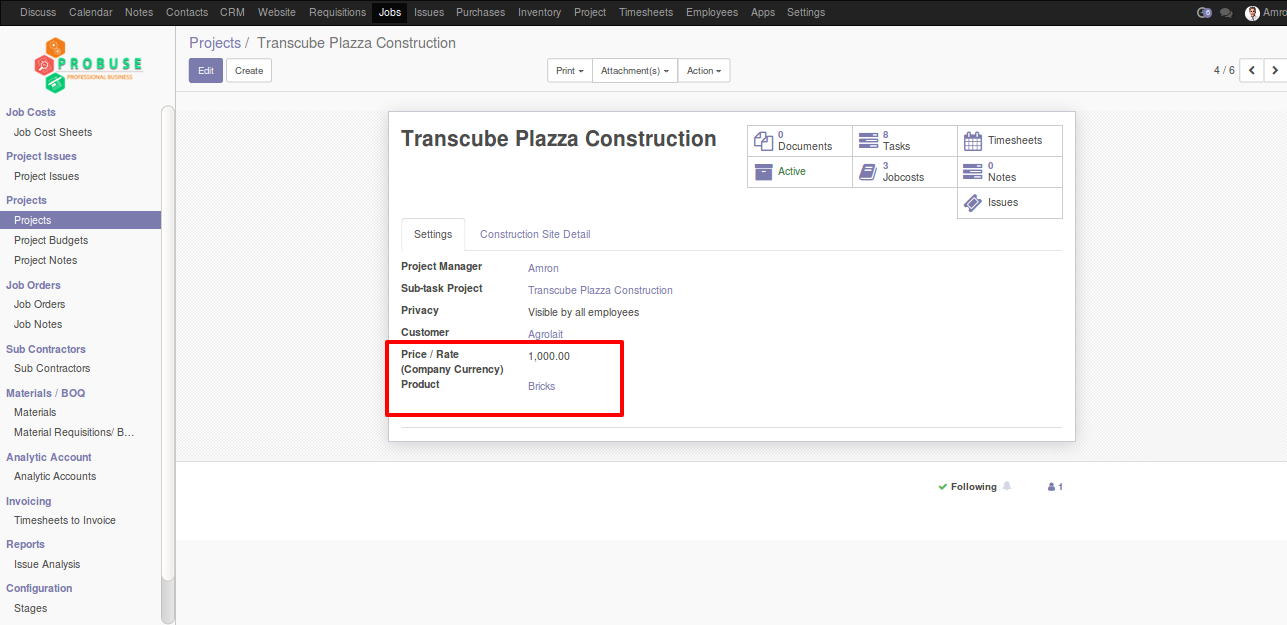 Discuss Calendar Notes Contacts CRM Website Requisitions Jobs Issues Purchases Inventory Project Timesheets Employees Apps Settings 6 Amro
PROBUSE
PROFESSIONAL BUSINESS
Job Costs
Job Cost Sheets
Project Issues
Project Issues
Projects
Projects
Project Budgets
Project Notes
Job Orders
Job Orders
Job Notes
Sub Contractors
Sub Contractors
Materials / BOQ
Materials
Material Requisitions/ B...
Analytic Account
Analytic Accounts
Invoicing
Timesheets to Invoice
Reports
Issue Analysis
Configuration
Stages
Projects / Transcube Plazza Construction
Edit Create Print Attachment(s) Action 4 / 6
Transcube Plazza Construction
0 Documents
8 Tasks
Timesheets
Active
3 Jobcosts
0 Notes
Issues
Settings Construction Site Detail
Project Manager Amron
Sub-task Project Transcube Plazza Construction
Privacy Visible by all employees
Customer Agrolait
Price / Rate 1,000.00
(Company Currency)
Product Bricks
Following 1